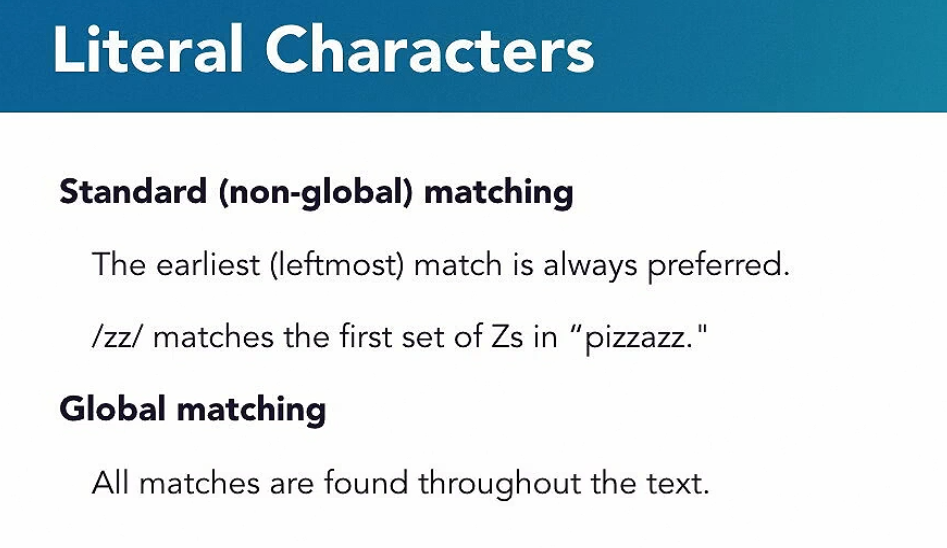 Literal Characters
Standard (non-global) matching
The earliest (leftmost) match is always preferred.
/zz/ matches the first set of Zs in “pizzazz."
Global matching
All matches are found throughout the text.